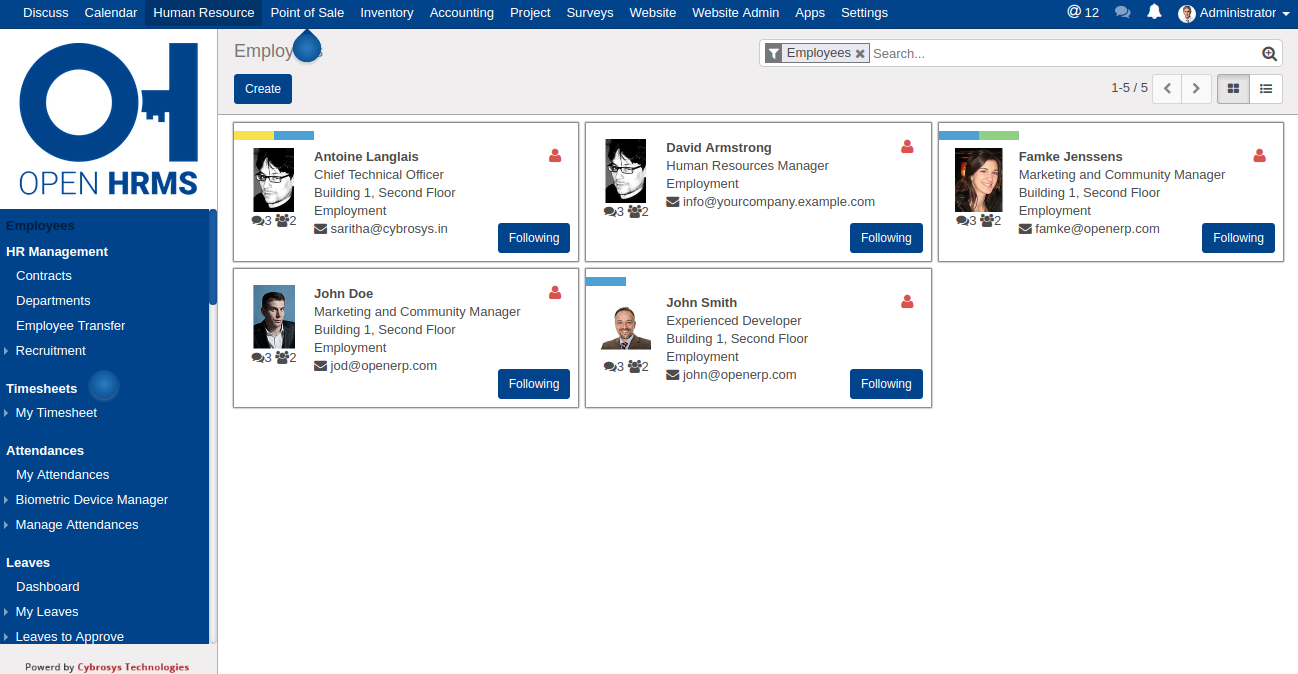 Discuss Calendar Human Resource Point of Sale Inventory Accounting Project Surveys Website Website Admin Apps Settings @ 12 Administrator
OPEN HRMS
Employees
HR Management
Contracts
Departments
Employee Transfer
Recruitment
Timesheets
My Timesheet
Attendances
My Attendances
Biometric Device Manager
Manage Attendances
Leaves
Dashboard
My Leaves
Leaves to Approve
Powerd by Cybrosys Technologies
Employees
Employees Search...
Create
1-5 / 5
Antoine Langlais
Chief Technical Officer
Building 1, Second Floor
Employment
saritha@cybrosys.in
3 2
Following
David Armstrong
Human Resources Manager
Employment
info@yourcompany.example.com
3 2
Following
Famke Jenssens
Marketing and Community Manager
Building 1, Second Floor
Employment
famke@openerp.com
3 2
Following
John Doe
Marketing and Community Manager
Building 1, Second Floor
Employment
jod@openerp.com
3 2
Following
John Smith
Experienced Developer
Building 1, Second Floor
Employment
john@openerp.com
3 2
Following